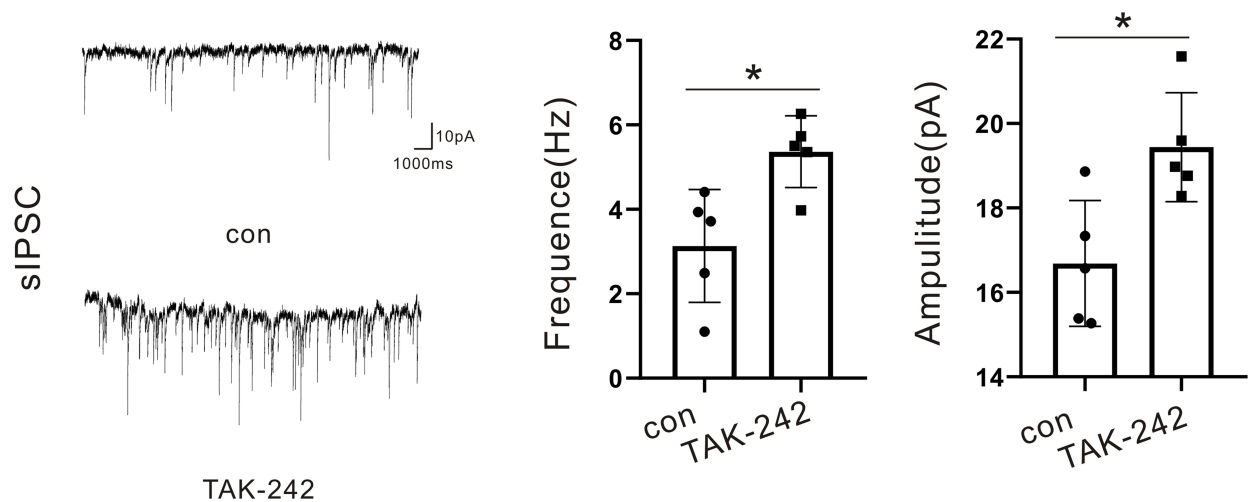 sIPSC
10pA
1000ms
con
TAK-242
Frequence(Hz)
8
6
4
2
0
*
con
TAK-242
Ampulitude(pA)
22
20
18
16
14
*
con
TAK-242